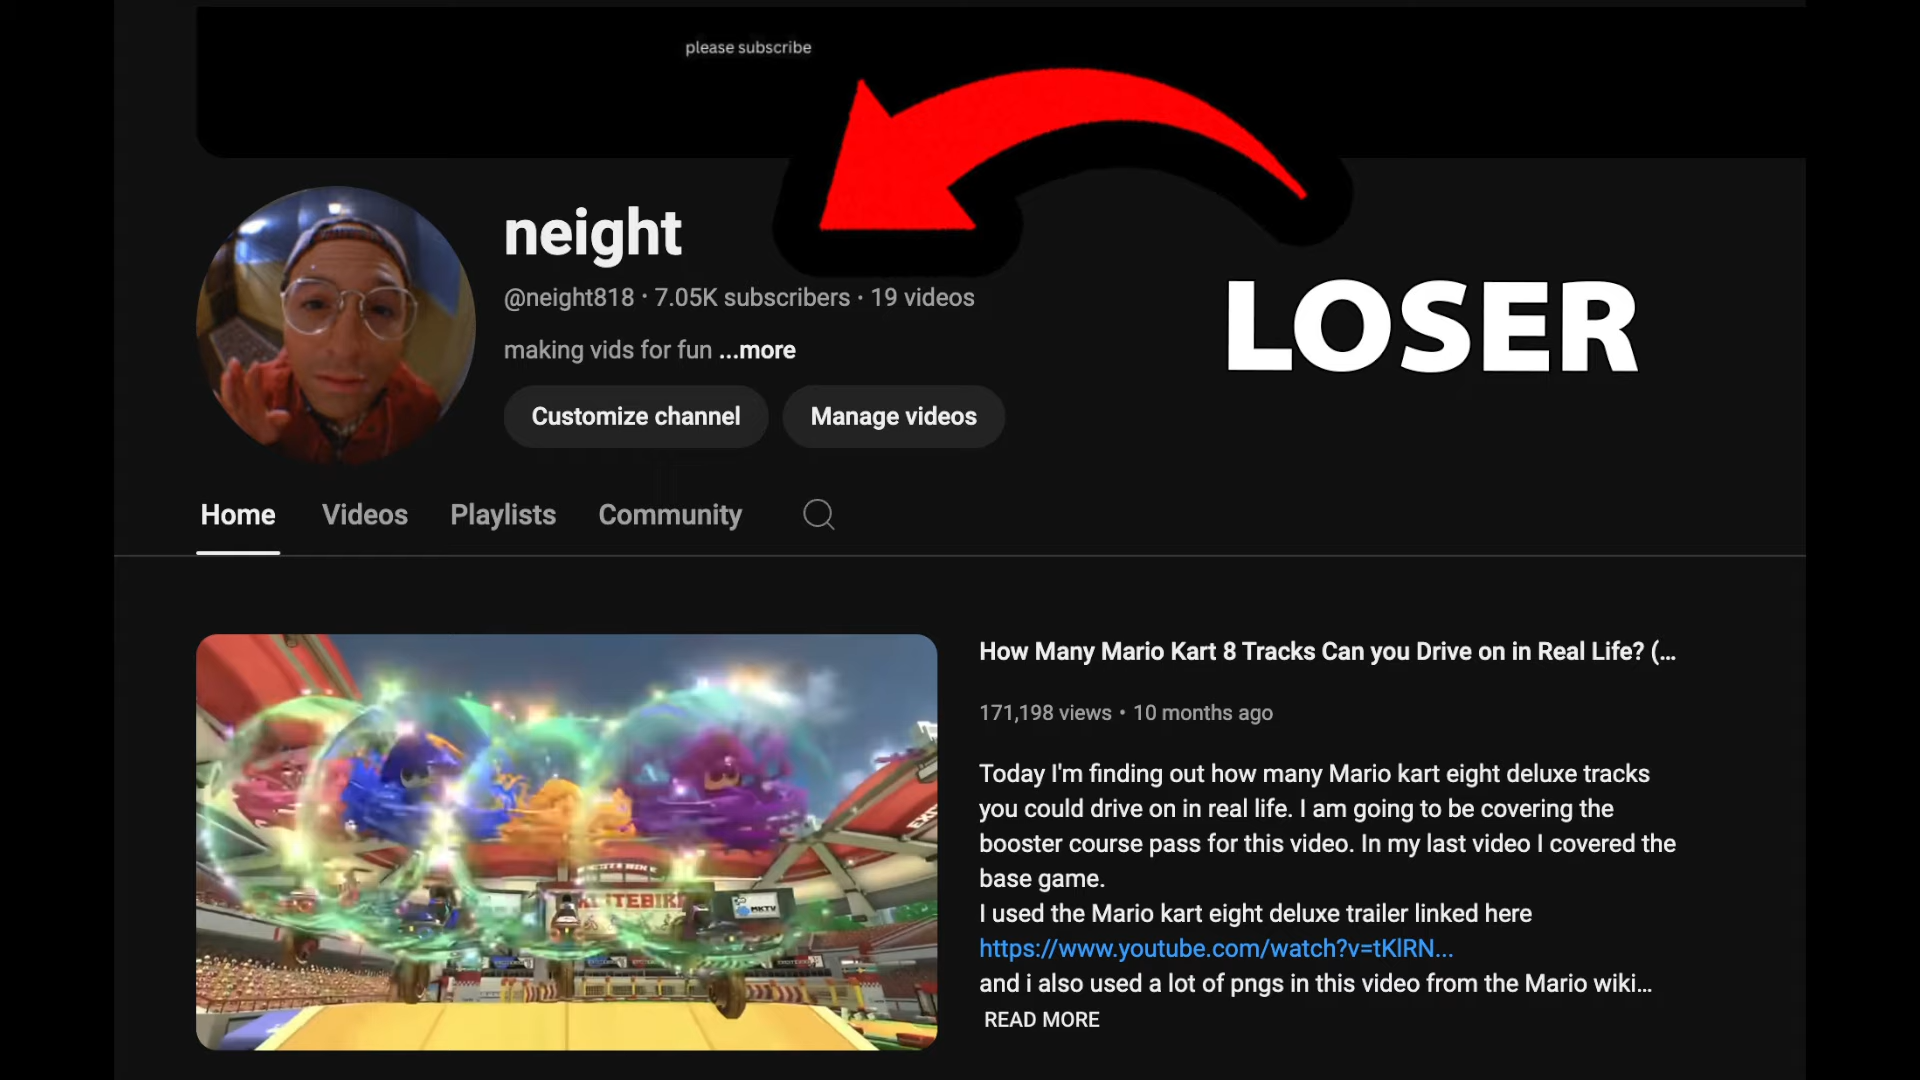 please subscribe
neight
@neight818 · 7.05K subscribers · 19 videos
making vids for fun ...more
LOSER
Customize channel
Manage videos
Home
Videos
Playlists
Community
How Many Mario Kart 8 Tracks Can you Drive on in Real Life? (...
171,198 views • 10 months ago
Today I'm finding out how many Mario kart eight deluxe tracks
you could drive on in real life. I am going to be covering the
booster course pass for this video. In my last video I covered the
base game.
I used the Mario kart eight deluxe trailer linked here
https://www.youtube.com/watch?v=tKlRN...
and i also used a lot of pngs in this video from the Mario wiki...
READ MORE
MKTV